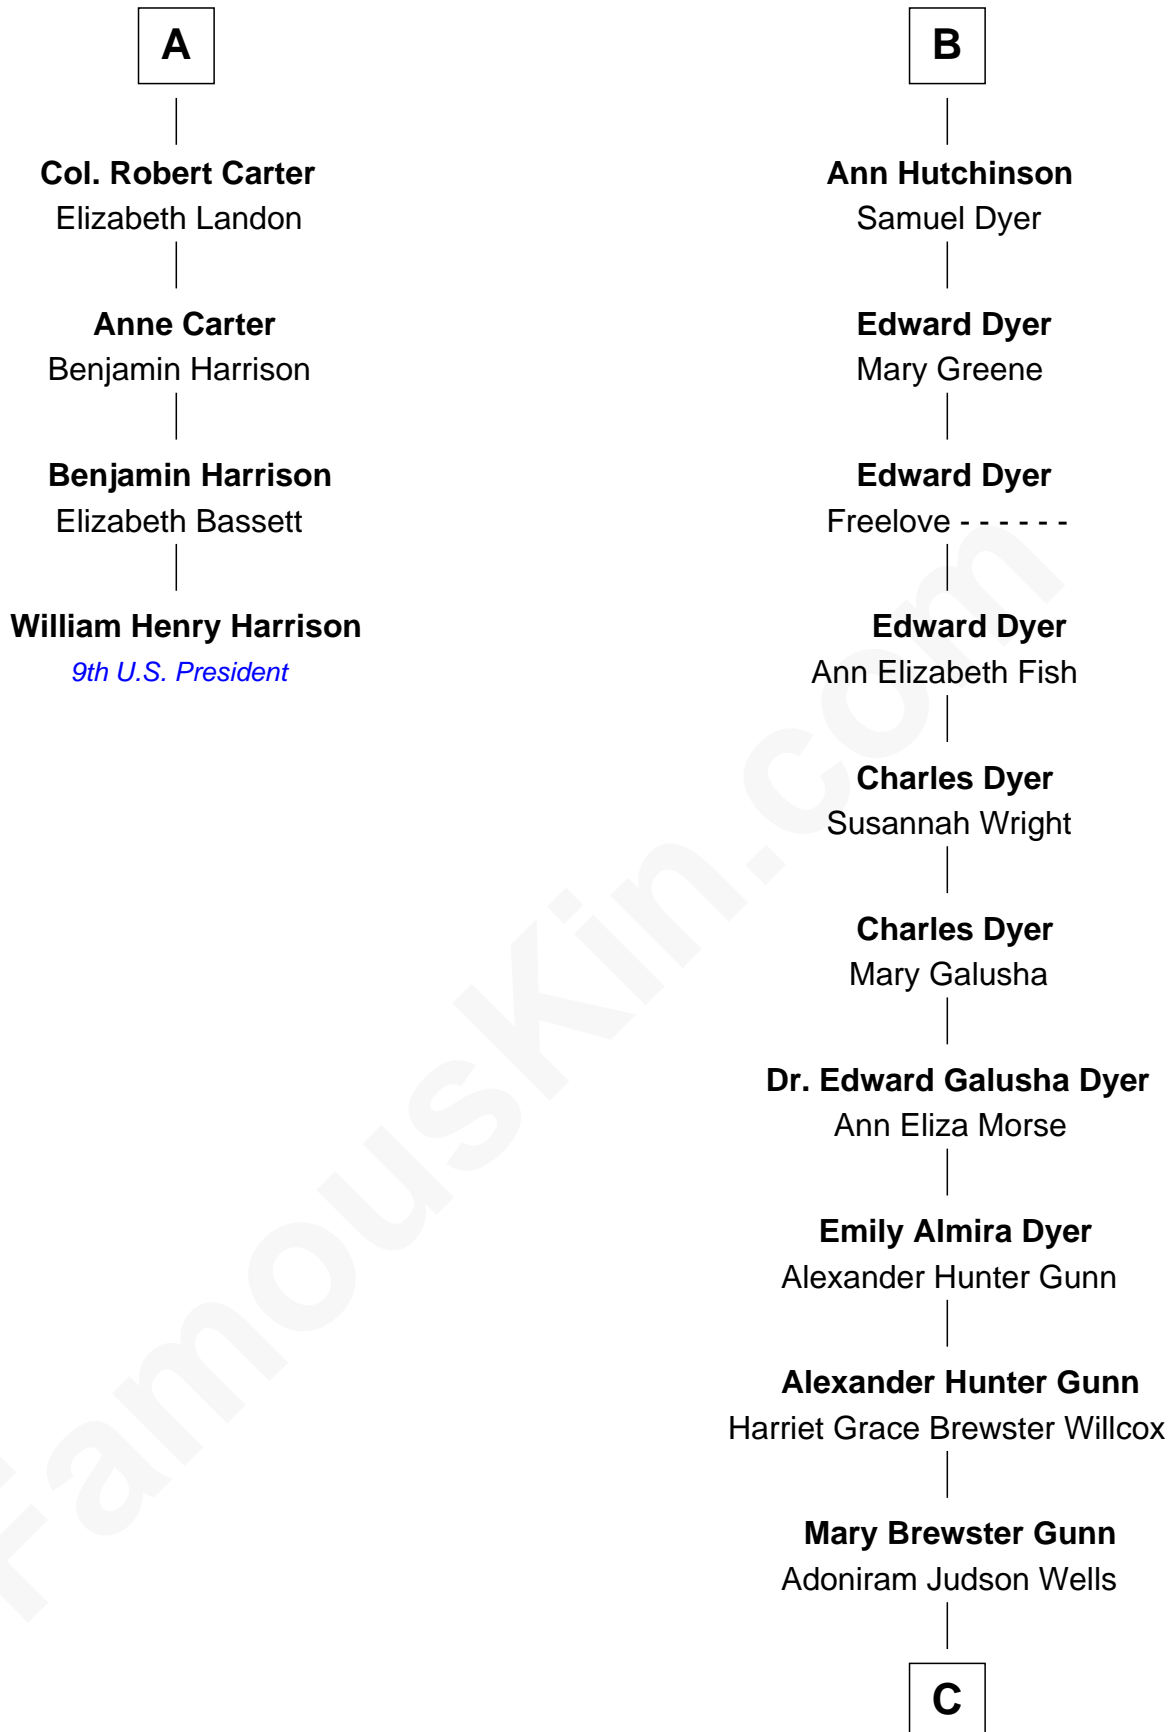 A
Col. Robert Carter
Elizabeth Landon
Anne Carter
Benjamin Harrison
Benjamin Harrison
Elizabeth Bassett
William Henry Harrison
9th U.S. President
B
Ann Hutchinson
Samuel Dyer
Edward Dyer
Mary Greene
Edward Dyer
Freelove - - - - - -
Edward Dyer
Ann Elizabeth Fish
Charles Dyer
Susannah Wright
Charles Dyer
Mary Galusha
Dr. Edward Galusha Dyer
Ann Eliza Morse
Emily Almira Dyer
Alexander Hunter Gunn
Alexander Hunter Gunn
Harriet Grace Brewster Willcox
Mary Brewster Gunn
Adoniram Judson Wells
C
FamousKin.com